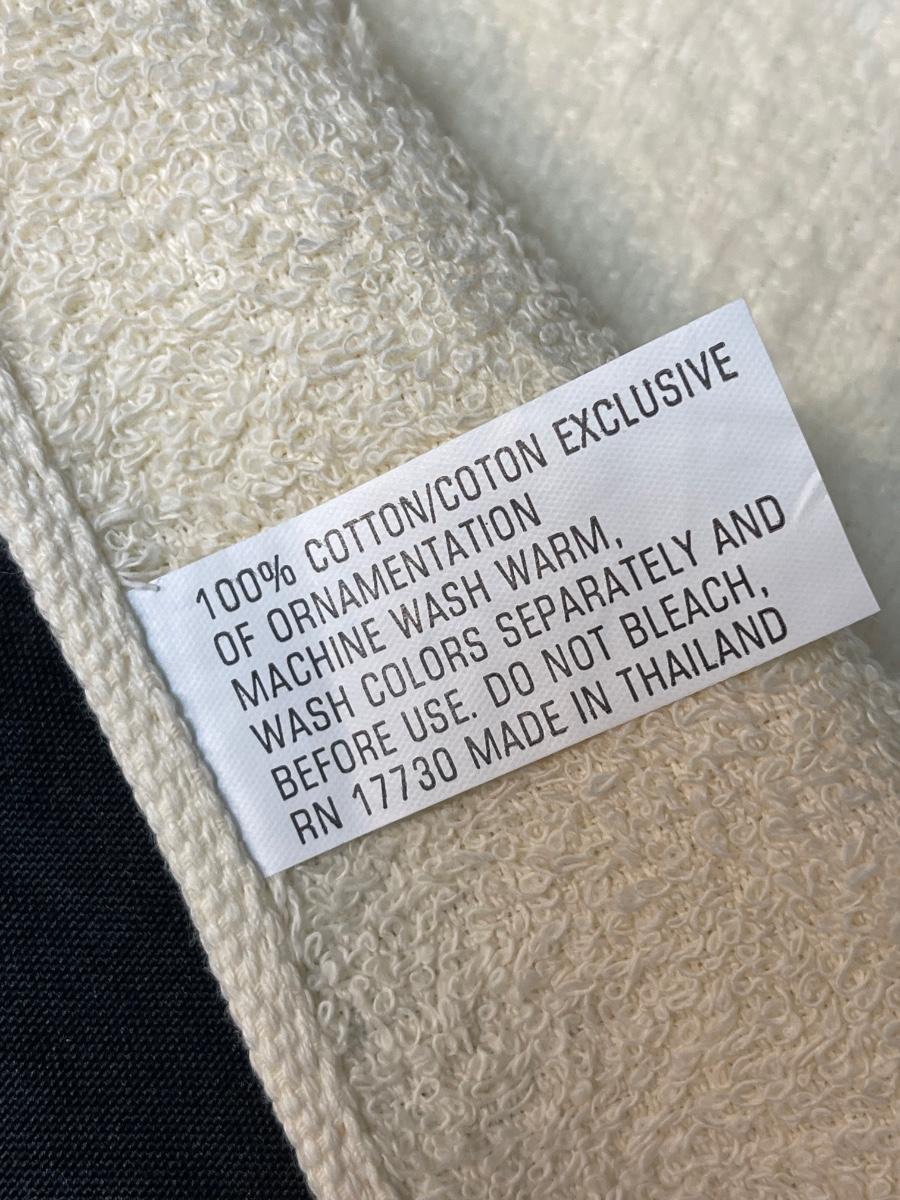 100% COTTON/COTON EXCLUSIVE
OF ORNAMENTATION
MACHINE WASH WARM,
WASH COLORS SEPARATELY AND
BEFORE USE. DO NOT BLEACH,
RN 17730 MADE IN THAILAND